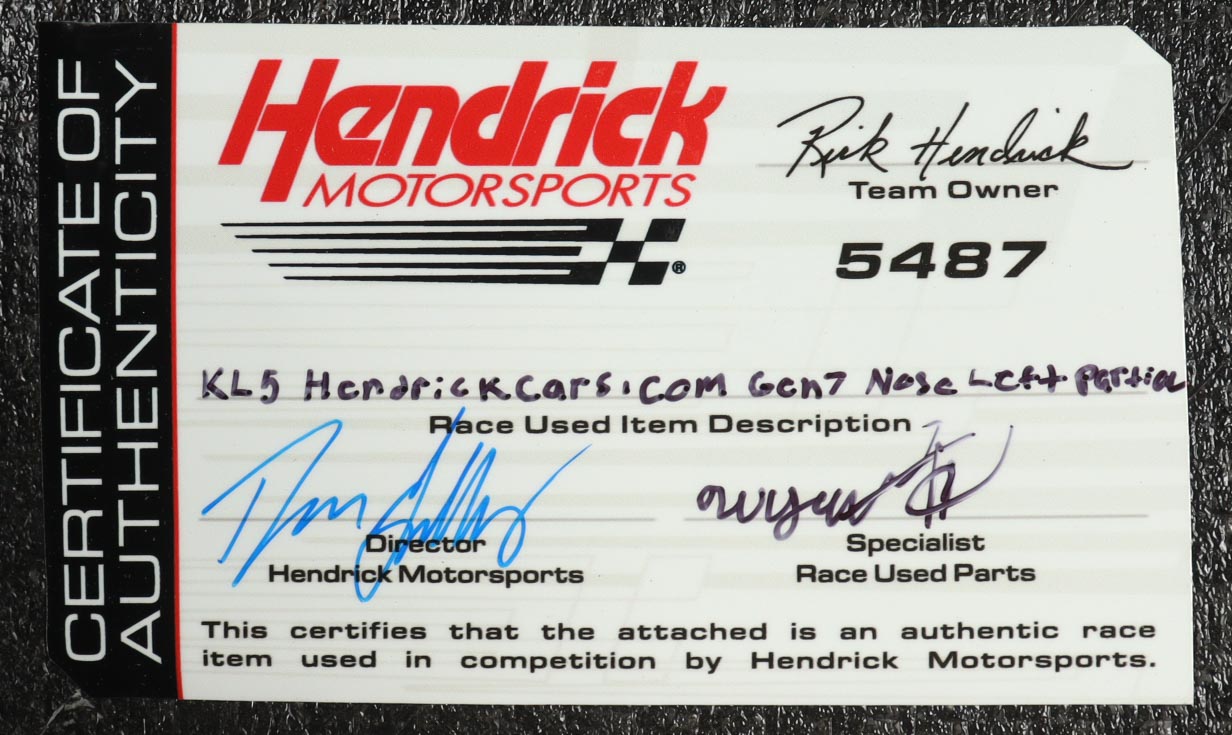 CERTIFICATE OF
AUTHENTICITY
Hendrick
MOTORSPORTS
®
Rick Hendrick
Team Owner
5487
KL5 HendrickCars.com Gen7 Nose Left Partial
Race Used Item Description
Director
Hendrick Motorsports
Specialist
Race Used Parts
This certifies that the attached is an authentic race
item used in competition by Hendrick Motorsports.